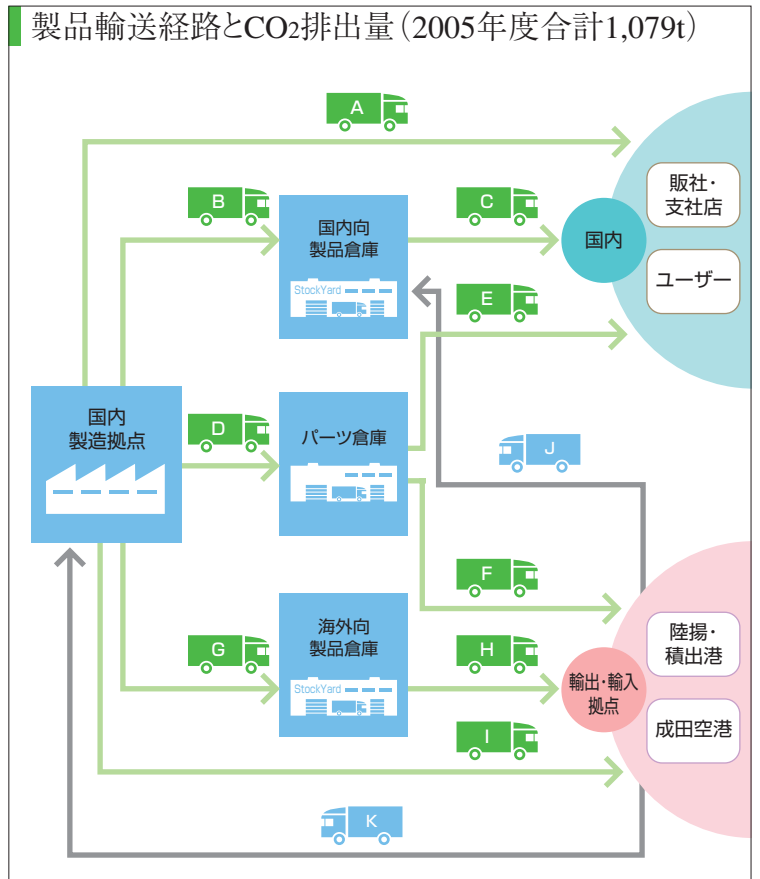 製品輸送経路とCO2排出量(2005年度合計1,079t)
A
B
C
国内向
製品倉庫
StockYard
国内
販社・
支社店
ユーザー
E
国内
製造拠点
D
パーツ倉庫
J
F
G
海外向
製品倉庫
StockYard
H
輸出・輸入
拠点
陸揚・
積出港
成田空港
I
K